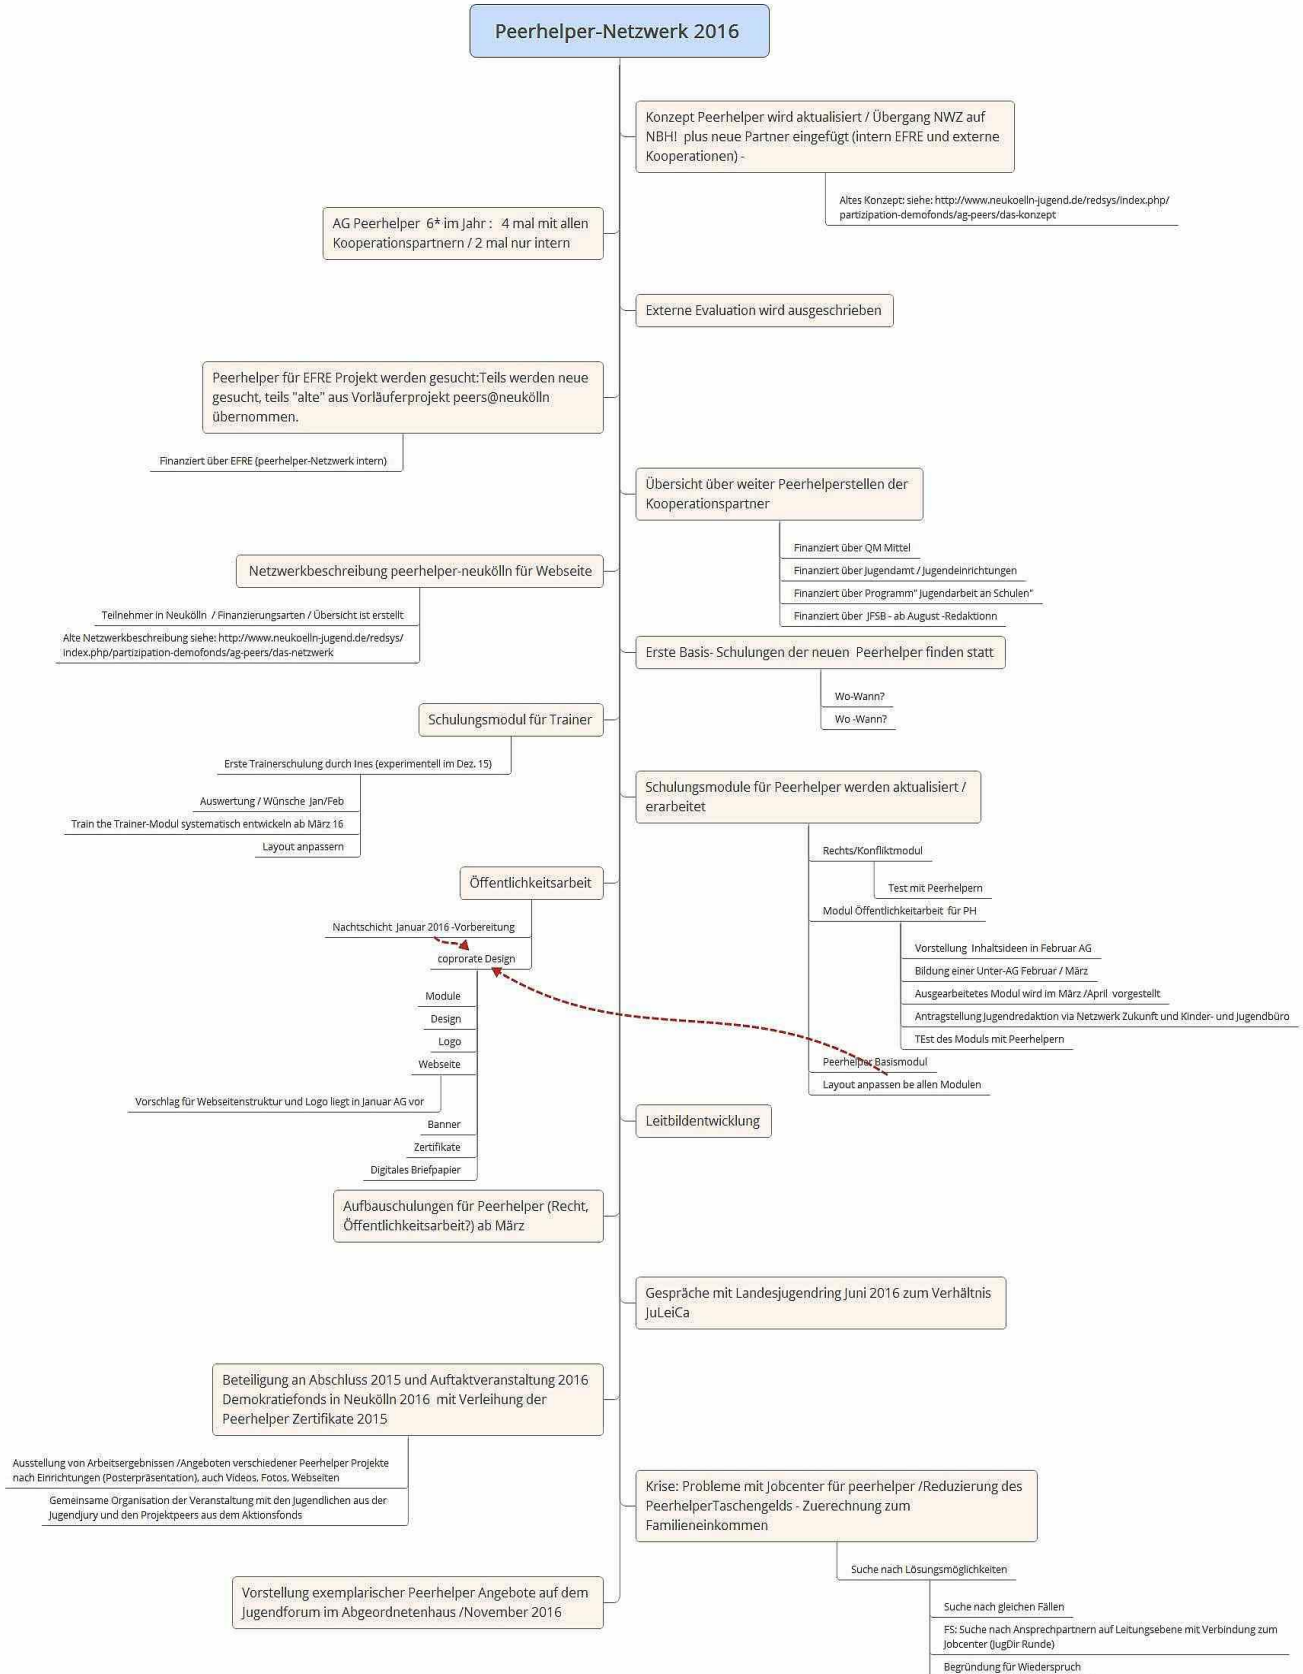 Peerhelper-Netzwerk 2016
Konzept Peerhelper wird aktualisiert / Übergang NWZ auf
NBHI  plus neue Partner eingefügt (intern EFRE und externe
Kooperationen) -
Altes Konzept: siehe: http://www.neukoelln-jugend.de/redsys/index.php/
partizipation-demofonds/ag-peers/das-konzept
AG Peerhelper  6* im Jahr :   4 mal mit allen
Kooperationspartnern / 2 mal nur intern
Externe Evaluation wird ausgeschrieben
Peerhelper für EFRE Projekt werden gesucht:Teils werden neue
gesucht, teils "alte" aus Vorläuferprojekt peers@neukölln
übernommen.
Finanziert über EFRE (peerhelper-Netzwerk intern)
Übersicht über weiter Peerhelperstellen der
Kooperationspartner
Finanziert über QM Mittel
Finanziert über Jugendamt / Jugendeinrichtungen
Finanziert über Programm" Jugendarbeit an Schulen"
Finanziert über  JFSB - ab August -Redaktionn
Netzwerkbeschreibung peerhelper-neukölln für Webseite
Teilnehmer in Neukölln  / Finanzierungsarten / Übersicht ist erstellt
Alte Netzwerkbeschreibung siehe: http://www.neukoelln-jugend.de/redsys/
index.php/partizipation-demofonds/ag-peers/das-netzwerk
Erste Basis- Schulungen der neuen  Peerhelper finden statt
Wo-Wann?
Wo -Wann?
Schulungsmodul für Trainer
Erste Trainerschulung durch Ines (experimentell im Dez. 15)
Auswertung / Wünsche  Jan/Feb
Train the Trainer-Modul systematisch entwickeln ab März 16
Layout anpassern
Schulungsmodule für Peerhelper werden aktualisiert /
erarbeitet
Rechts/Konfliktmodul
Test mit Peerhelpern
Modul Öffentlichkeitarbeit  für PH
Vorstellung  Inhaltsideen in Februar AG
Bildung einer Unter-AG Februar / März
Ausgearbeitetes Modul wird im März /April  vorgestellt
Antragstellung Jugendredaktion via Netzwerk Zukunft und Kinder- und Jugendbüro
TEst des Moduls mit Peerhelpern
Peerhelper Basismodul
Layout anpassen be allen Modulen
Öffentlichkeitsarbeit
Nachtschicht  Januar 2016 -Vorbereitung
coprorate Design
Module
Design
Logo
Webseite
Vorschlag für Webseitenstruktur und Logo liegt in Januar AG vor
Banner
Zertifikate
Digitales Briefpapier
Leitbildentwicklung
Aufbauschulungen für Peerhelper (Recht,
Öffentlichkeitsarbeit?) ab März
Gespräche mit Landesjugendring Juni 2016 zum Verhältnis
JuLeiCa
Beteiligung an Abschluss 2015 und Auftaktveranstaltung 2016
Demokratiefonds in Neukölln 2016  mit Verleihung der
Peerhelper Zertifikate 2015
Ausstellung von Arbeitsergebnissen /Angeboten verschiedener Peerhelper Projekte
nach Einrichtungen (Posterpräsentation), auch Videos, Fotos, Webseiten
Gemeinsame Organisation der Veranstaltung mit den Jugendlichen aus der
Jugendjury und den Projektpeers aus dem Aktionsfonds
Krise: Probleme mit Jobcenter für peerhelper /Reduzierung des
PeerhelperTaschengelds - Zuerechnung zum
Familieneinkommen
Suche nach Lösungsmöglichkeiten
Suche nach gleichen Fällen
FS: Suche nach Ansprechpartnern auf Leitungsebene mit Verbindung zum
Jobcenter (JugDir Runde)
Begründung für Wiederspruch
Vorstellung exemplarischer Peerhelper Angebote auf dem
Jugendforum im Abgeordnetenhaus /November 2016